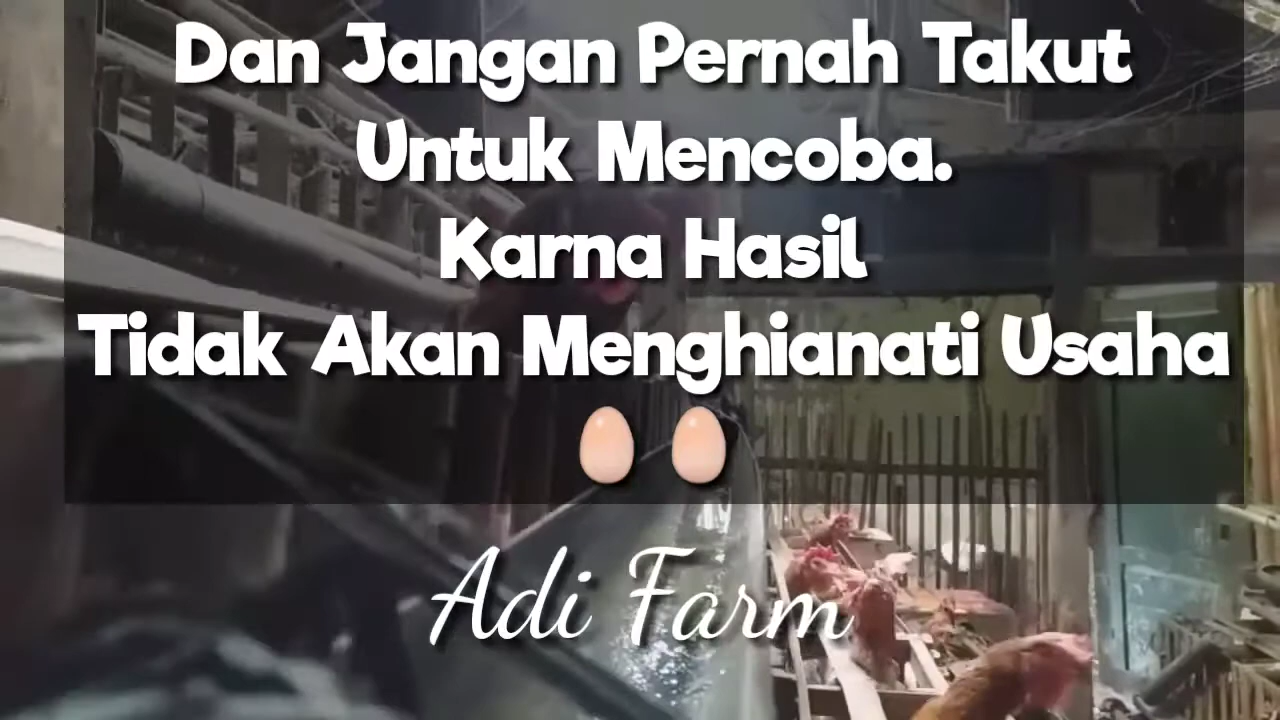 Dan Jangan Pernah Takut
Untuk Mencoba.
Karna Hasil
Tidak Akan Menghianati Usaha
🥚 🥚
Adi Farm